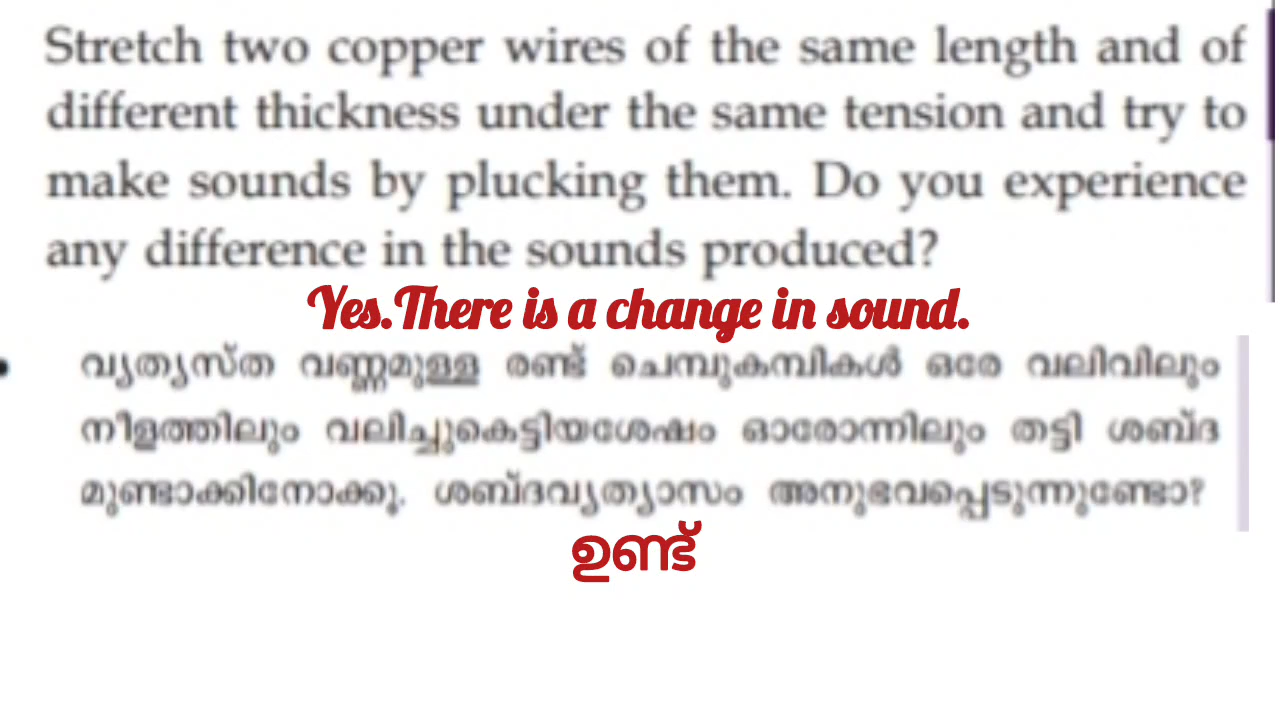 Stretch two copper wires of the same length and of
different thickness under the same tension and try to
make sounds by plucking them. Do you experience
any difference in the sounds produced?
Yes.There is a change in sound.
• വ്യത്യസ്ത വണ്ണമുള്ള രണ്ട് ചെമ്പുകമ്പികൾ ഒരേ വലിവിലും
നീളത്തിലും വലിച്ചുകെട്ടിയശേഷം ഓരോന്നിലും തട്ടി ശബ്ദ
മുണ്ടാക്കിനോക്കൂ. ശബ്ദവ്യത്യാസം അനുഭവപ്പെടുന്നുണ്ടോ?
ഉണ്ട്